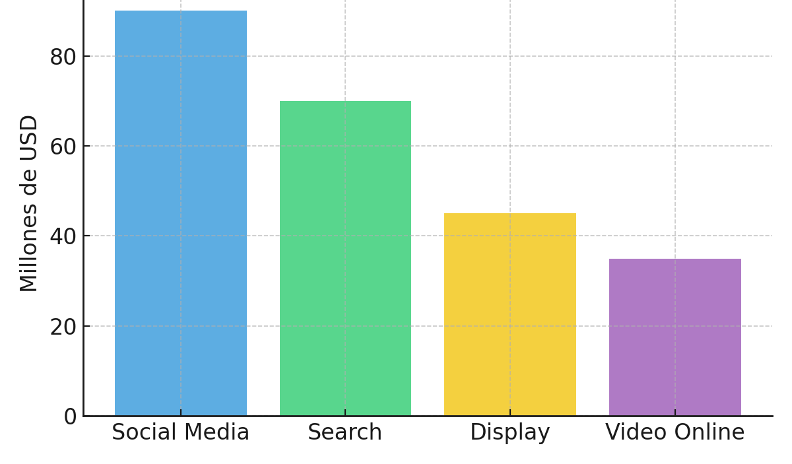 Millones de USD
80
60
40
20
0
Social Media
Search
Display
Video Online